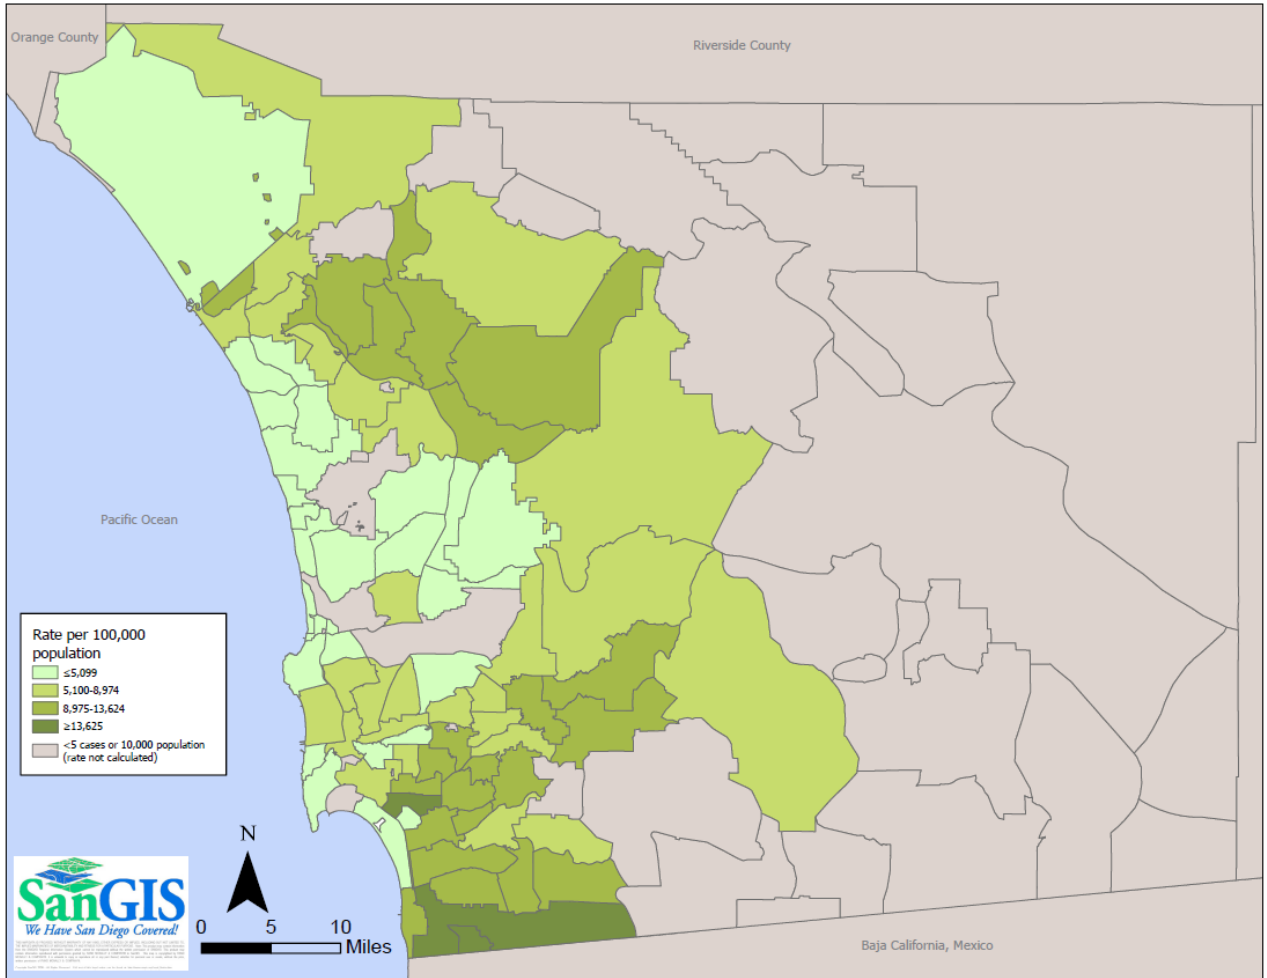 Orange County
Riverside County
Pacific Ocean
Rate per 100,000
population
≤5,099
5,100-8,974
8,975-13,624
≥13,625
<5 cases or 10,000 population
(rate not calculated)
N
0 5 10
Miles
SanGIS
We Have San Diego Covered!
Baja California, Mexico